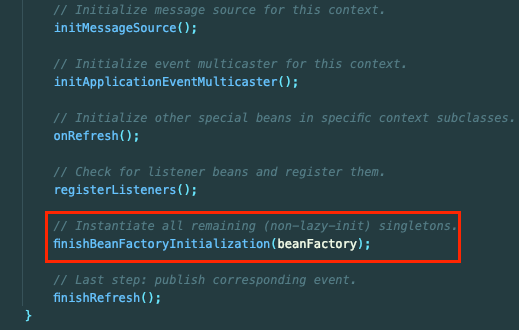 // Initialize message source for this context.
initMessageSource();
// Initialize event multicaster for this context.
initApplicationEventMulticaster();
// Initialize other special beans in specific context subclasses.
onRefresh();
// Check for listener beans and register them.
registerListeners();
// Instantiate all remaining (non-lazy-init) singletons.
finishBeanFactoryInitialization(beanFactory);
// Last step: publish corresponding event.
finishRefresh();
}